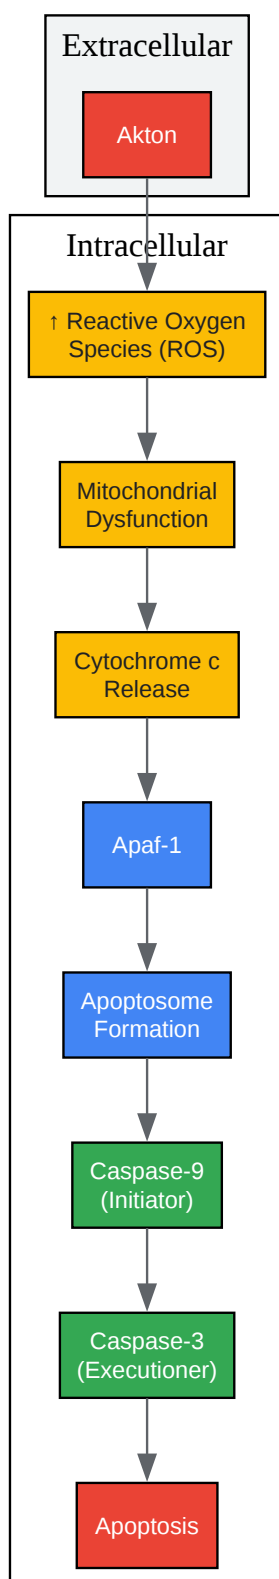 Extracellular
Akton
Intracellular
↑ Reactive Oxygen
Species (ROS)
Mitochondrial
Dysfunction
Cytochrome c
Release
Apaf-1
Apoptosome
Formation
Caspase-9
(Initiator)
Caspase-3
(Executioner)
Apoptosis